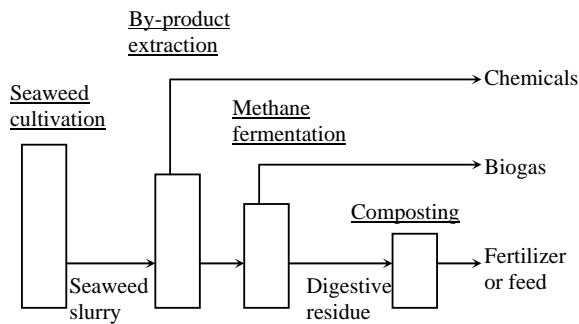 By-product
extraction
Chemicals
Seaweed
cultivation
Methane
fermentation
Biogas
Composting
Fertilizer
or feed
Seaweed
slurry
Digestive
residue